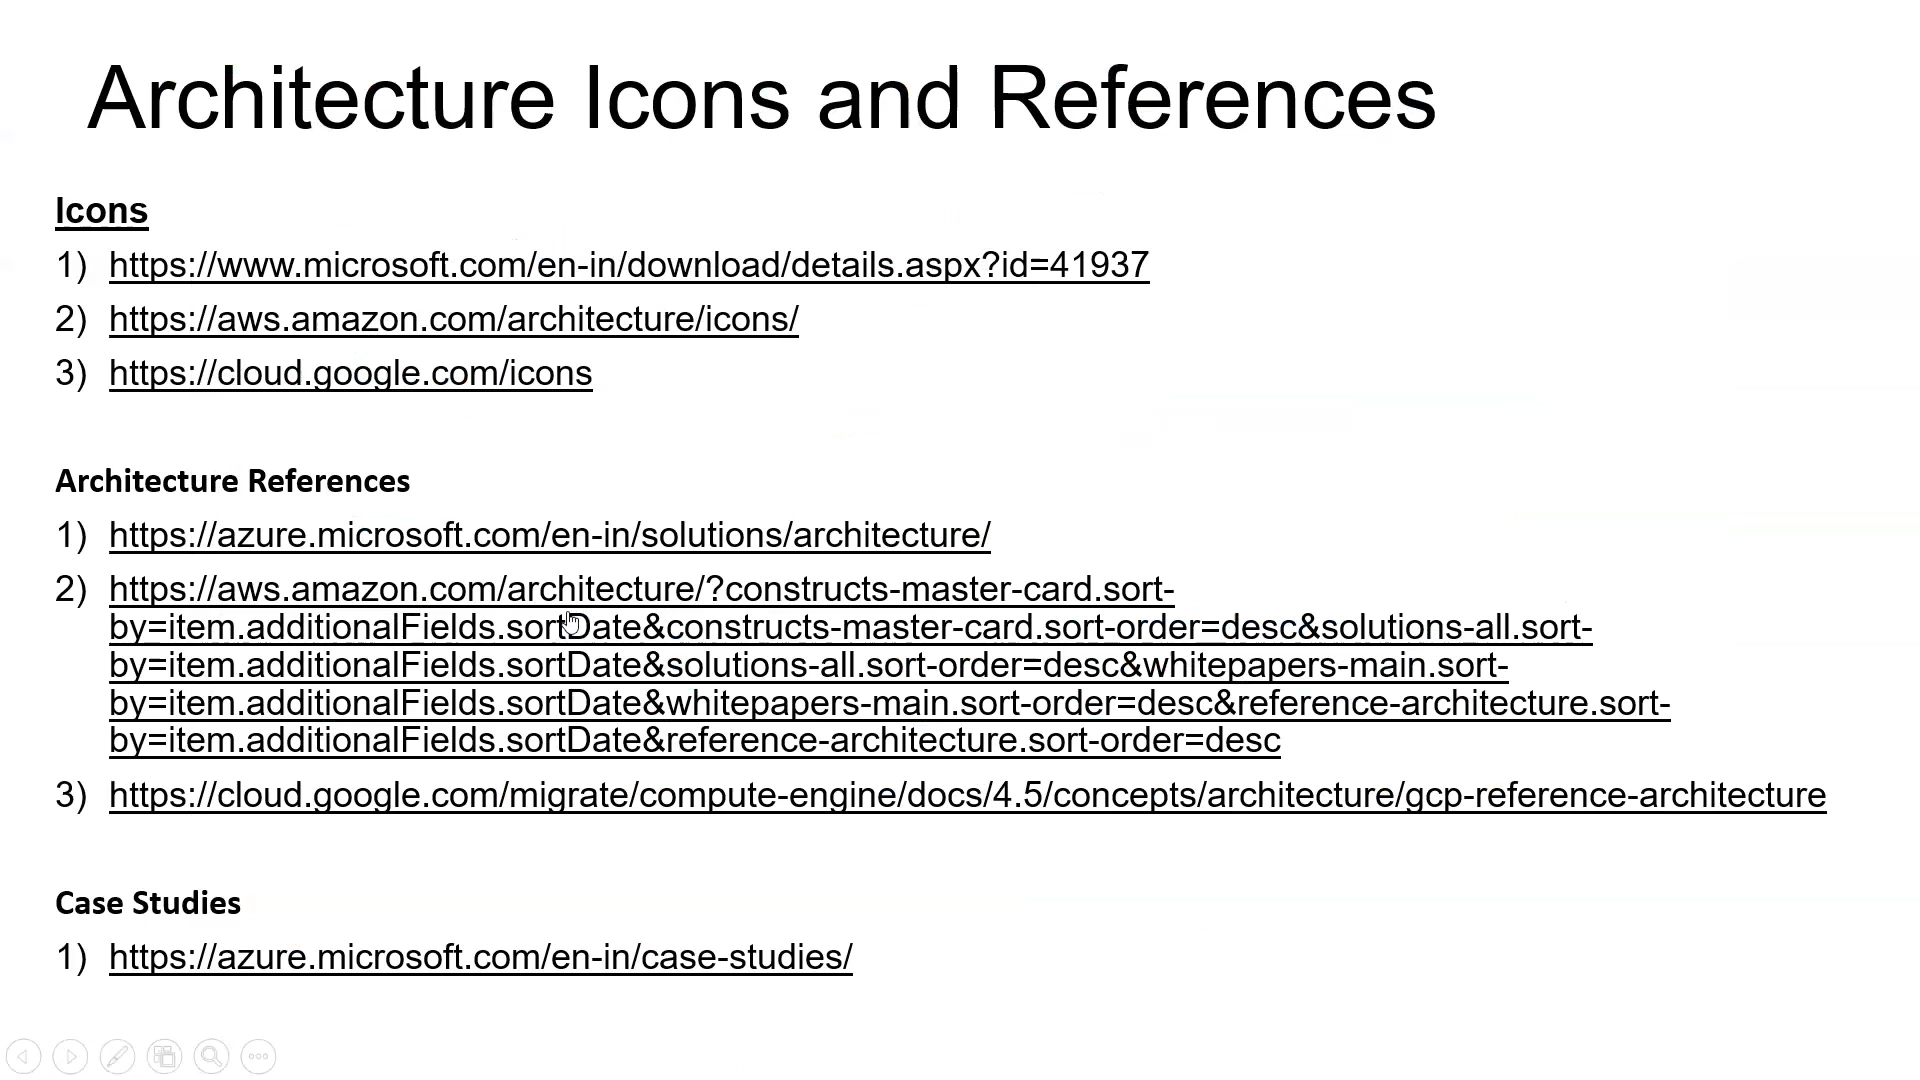 Architecture Icons and References
Icons
1) https://www.microsoft.com/en-in/download/details.aspx?id=41937
2) https://aws.amazon.com/architecture/icons/
3) https://cloud.google.com/icons
Architecture References
1) https://azure.microsoft.com/en-in/solutions/architecture/
2) https://aws.amazon.com/architecture/?constructs-master-card.sort-
by=item.additionalFields.sortDate&constructs-master-card.sort-order=desc&solutions-all.sort-
by=item.additionalFields.sortDate&solutions-all.sort-order=desc&whitepapers-main.sort-
by=item.additionalFields.sortDate&whitepapers-main.sort-order=desc&reference-architecture.sort-
by=item.additionalFields.sortDate&reference-architecture.sort-order=desc
3) https://cloud.google.com/migrate/compute-engine/docs/4.5/concepts/architecture/gcp-reference-architecture
Case Studies
1) https://azure.microsoft.com/en-in/case-studies/